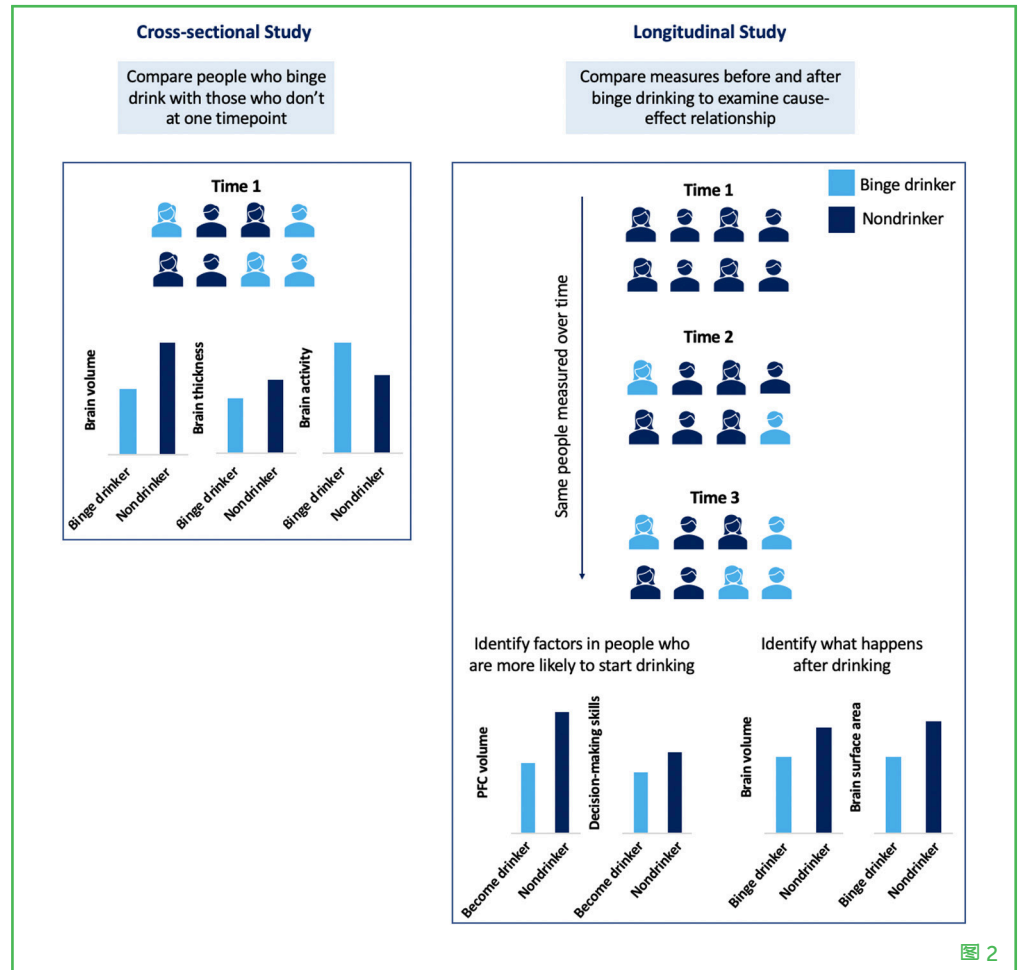 Cross-sectional Study
Compare people who binge
drink with those who don't
at one timepoint
Time 1
Brain volume
Binge drinker
Nondrinker
Brain thickness
Binge drinker
Nondrinker
Brain activity
Binge drinker
Nondrinker
Longitudinal Study
Compare measures before and after
binge drinking to examine cause-
effect relationship
Binge drinker
Nondrinker
Same people measured over time
Time 1
Time 2
Time 3
Identify factors in people who
are more likely to start drinking
PFC volume
Become drinker
Nondrinker
Decision-making skills
Become drinker
Nondrinker
Identify what happens
after drinking
Brain volume
Binge drinker
Nondrinker
Brain surface area
Binge drinker
Nondrinker
图 2